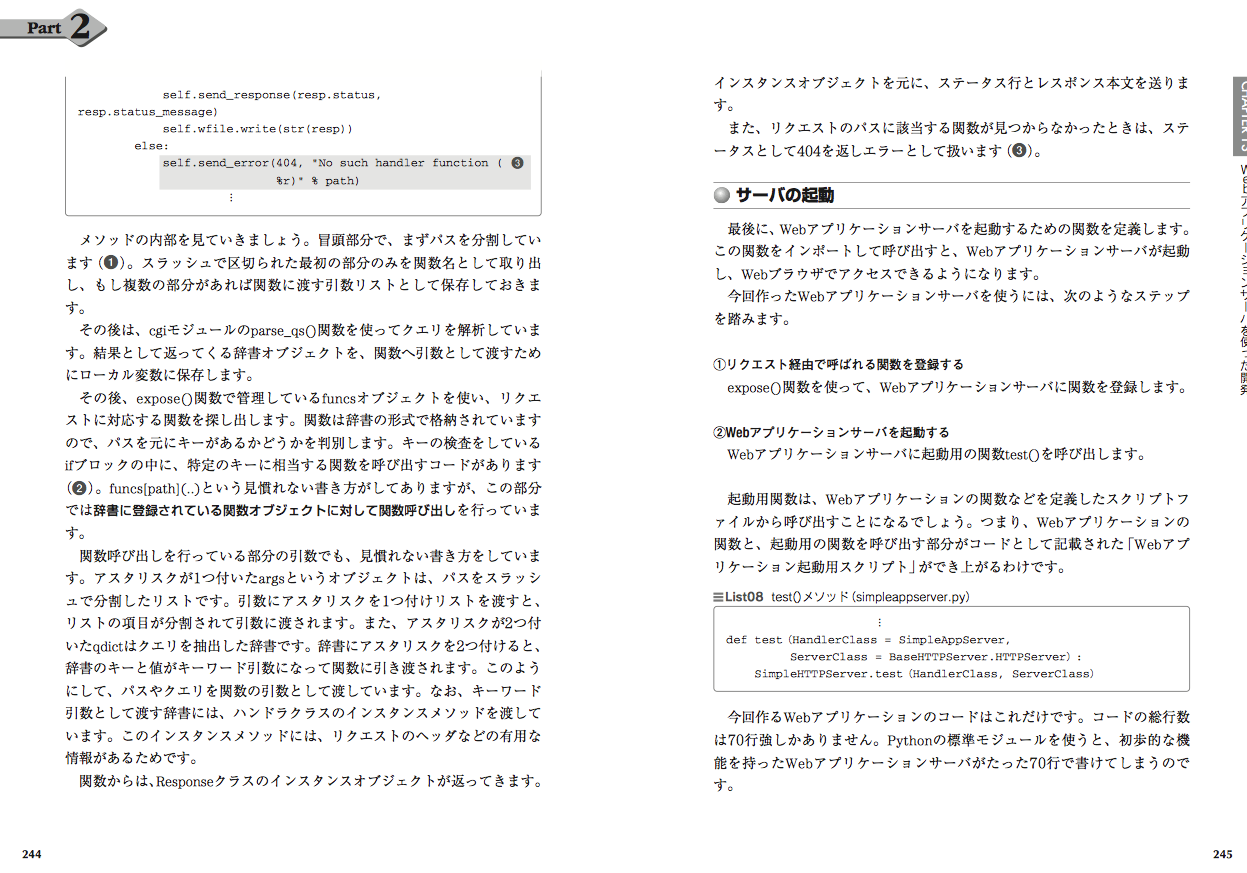 Part 2
self.send_response(resp.status,
resp.status_message)
self.wfile.write(str(resp))
else:
self.send_error(404, "No such handler function ( ❸
%r)" % path)
⋮
メソッドの内部を見ていきましょう。冒頭部分で、まずパスを分割してい
ます(❶)。スラッシュで区切られた最初の部分のみを関数名として取り出
し、もし複数の部分があれば関数に渡す引数リストとして保存しておきま
す。
その後は、cgiモジュールのparse_qs()関数を使ってクエリを解析していま
す。結果として返ってくる辞書オブジェクトを、関数へ引数として渡すため
にローカル変数に保存します。
その後、expose()関数で管理しているfuncsオブジェクトを使い、リクエ
ストに対応する関数を探し出します。関数は辞書の形式で格納されています
ので、パスを元にキーがあるかどうかを判別します。キーの検査をしている
ifブロックの中に、特定のキーに相当する関数を呼び出すコードがあります
(❷)。funcs[path](..)という見慣れない書き方がしてありますが、この部分
では辞書に登録されている関数オブジェクトに対して関数呼び出しを行っていま
す。
関数呼び出しを行っている部分の引数でも、見慣れない書き方をしていま
す。アスタリスクが1つ付いたargsというオブジェクトは、パスをスラッシ
ュで分割したリストです。引数にアスタリスクを1つ付けリストを渡すと、
リストの項目が分割されて引数に渡されます。また、アスタリスクが2つ付
いたqdictはクエリを抽出した辞書です。辞書にアスタリスクを2つ付けると、
辞書のキーと値がキーワード引数になって関数に引き渡されます。このよう
にして、パスやクエリを関数の引数として渡しています。なお、キーワード
引数として渡す辞書には、ハンドラクラスのインスタンスメソッドを渡して
います。このインスタンスメソッドには、リクエストのヘッダなどの有用な
情報があるためです。
関数からは、Responseクラスのインスタンスオブジェクトが返ってきます。
244
インスタンスオブジェクトを元に、ステータス行とレスポンス本文を送りま
す。
また、リクエストのパスに該当する関数が見つからなかったときは、ステ
ータスとして404を返しエラーとして扱います(❸)。
サーバの起動
最後に、Webアプリケーションサーバを起動するための関数を定義します。
この関数をインポートして呼び出すと、Webアプリケーションサーバが起動
し、Webブラウザでアクセスできるようになります。
今回作ったWebアプリケーションサーバを使うには、次のようなステップ
を踏みます。
①リクエスト経由で呼ばれる関数を登録する
expose()関数を使って、Webアプリケーションサーバに関数を登録します。
②Webアプリケーションサーバを起動する
Webアプリケーションサーバに起動用の関数test()を呼び出します。
起動用関数は、Webアプリケーションの関数などを定義したスクリプトフ
ァイルから呼び出すことになるでしょう。つまり、Webアプリケーションの
関数と、起動用の関数を呼び出す部分がコードとして記載された「Webアプ
リケーション起動用スクリプト」ができ上がるわけです。
List08 test()メソッド(simpleappserver.py)
⋮
def test(HandlerClass = SimpleAppServer,
ServerClass = BaseHTTPServer.HTTPServer):
SimpleHTTPServer.test(HandlerClass, ServerClass)
今回作るWebアプリケーションのコードはこれだけです。コードの総行数
は70行強しかありません。Pythonの標準モジュールを使うと、初歩的な機
能を持ったWebアプリケーションサーバがたった70行で書けてしまうので
す。
245